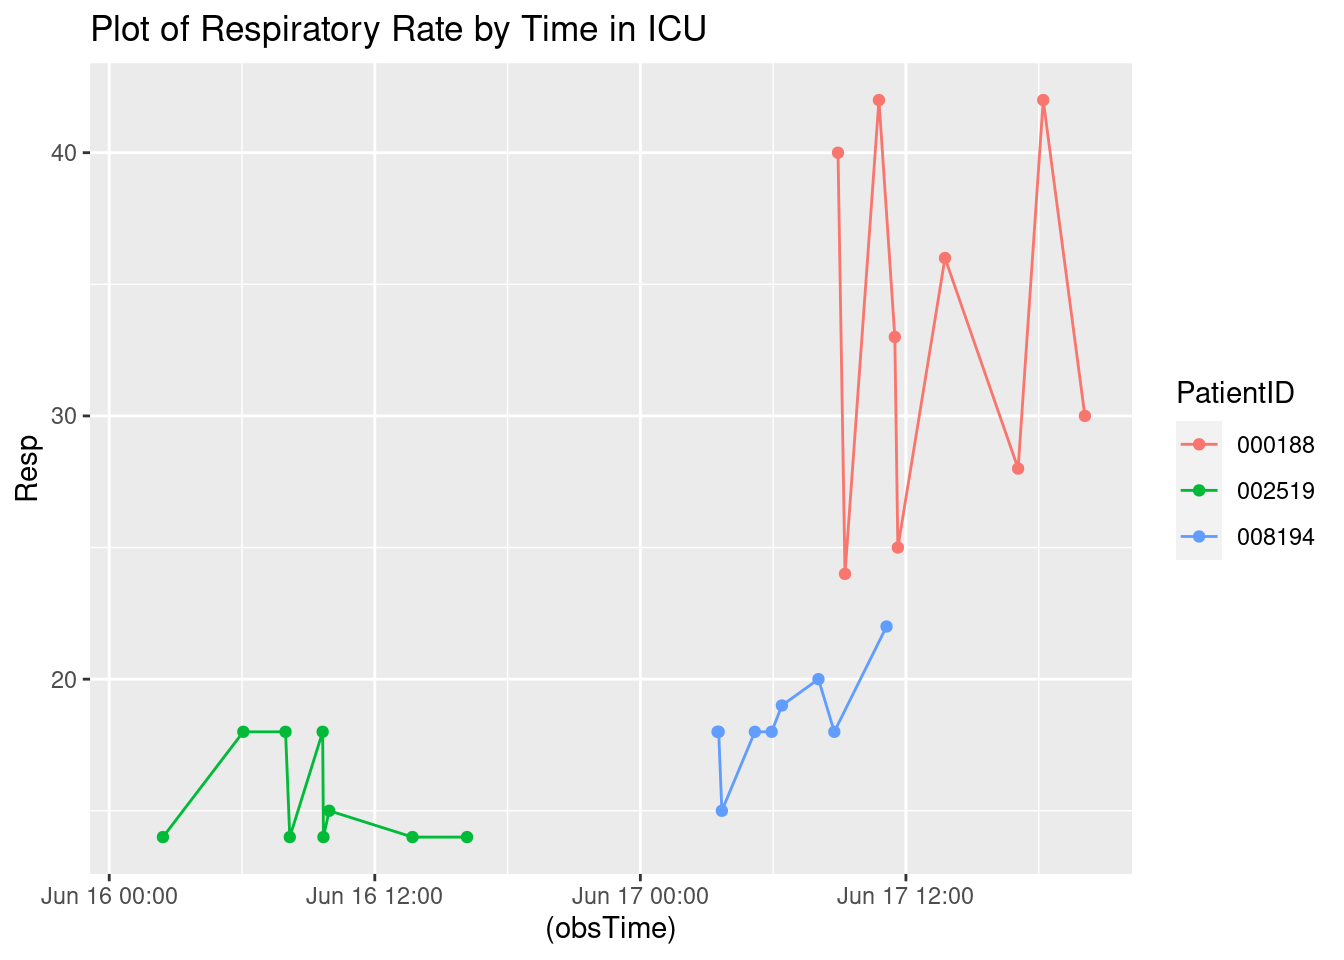 Plot of Respiratory Rate by Time in ICU
Resp
40
30
20
Jun 16 00:00 Jun 16 12:00 Jun 17 00:00 Jun 17 12:00
(obsTime)
PatientID
000188
002519
008194